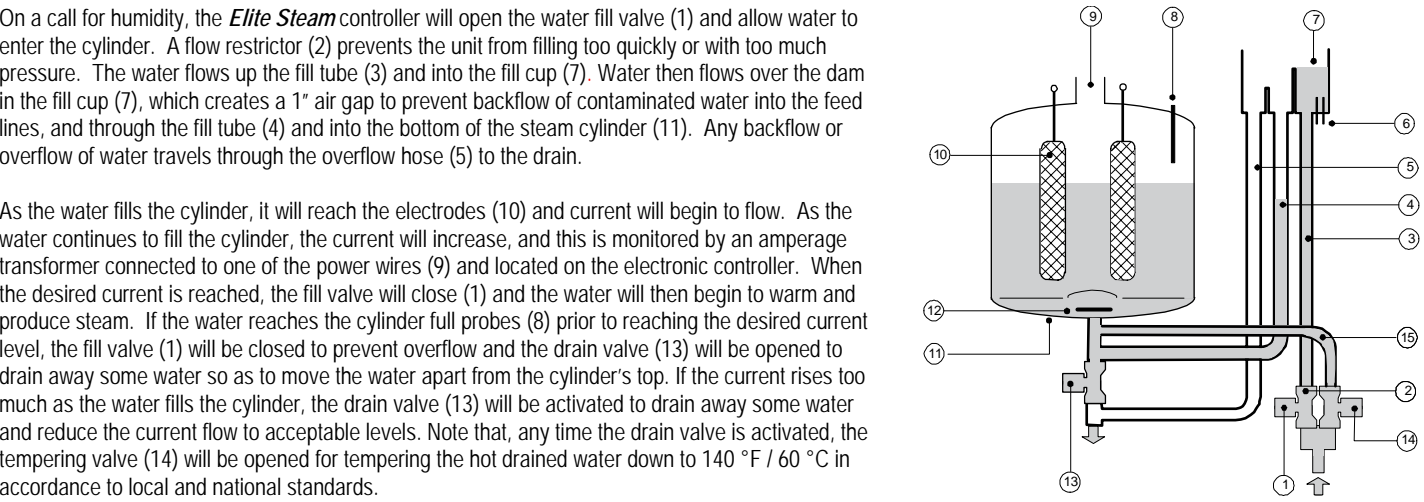 On a call for humidity, the Elite Steam controller will open the water fill valve (1) and allow water to
enter the cylinder. A flow restrictor (2) prevents the unit from filling too quickly or with too much
pressure. The water flows up the fill tube (3) and into the fill cup (7). Water then flows over the dam
in the fill cup (7), which creates a 1" air gap to prevent backflow of contaminated water into the feed
lines, and through the fill tube (4) and into the bottom of the steam cylinder (11). Any backflow or
overflow of water travels through the overflow hose (5) to the drain.
As the water fills the cylinder, it will reach the electrodes (10) and current will begin to flow. As the
water continues to fill the cylinder, the current will increase, and this is monitored by an amperage
transformer connected to one of the power wires (9) and located on the electronic controller. When
the desired current is reached, the fill valve will close (1) and the water will then begin to warm and
produce steam. If the water reaches the cylinder full probes (8) prior to reaching the desired current
level, the fill valve (1) will be closed to prevent overflow and the drain valve (13) will be opened to
drain away some water so as to move the water apart from the cylinder's top. If the current rises too
much as the water fills the cylinder, the drain valve (13) will be activated to drain away some water
and reduce the current flow to acceptable levels. Note that, any time the drain valve is activated, the
tempering valve (14) will be opened for tempering the hot drained water down to 140 °F / 60 °C in
accordance to local and national standards.
9
8
7
6
10
5
4
3
12
11
15
2
13
14
1